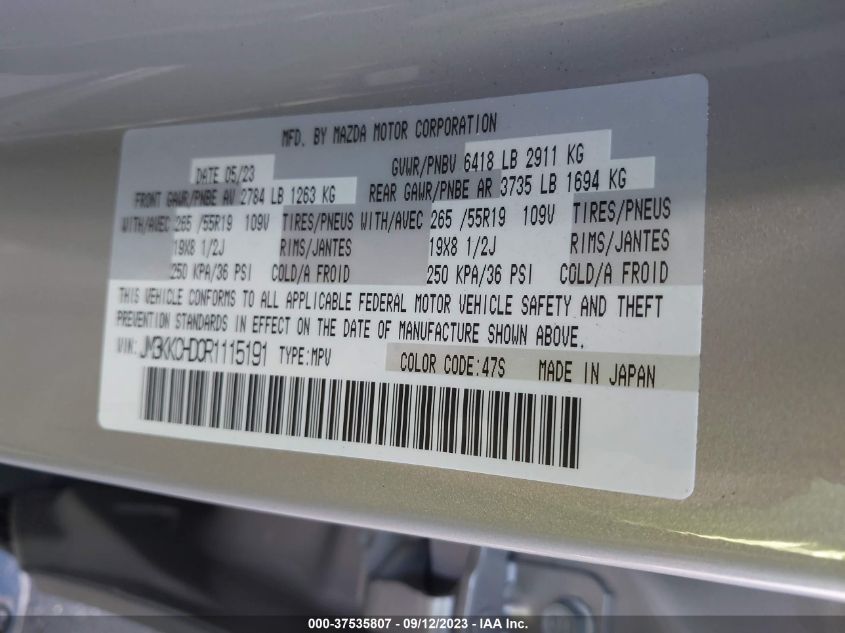 MFD. BY MAZDA MOTOR CORPORATION
DATE 05/23 GVWR/PNBV 6418 LB 2911 KG
FRONT GAWR/PNBE AV 2784 LB 1263 KG REAR GAWR/PNBE AR 3735 LB 1694 KG
WITH/AVEC 265 /55R19 109V TIRES/PNEUS WITH/AVEC 265 /55R19 109V TIRES/PNEUS
19X8 1/2J RIMS/JANTES 19X8 1/2J RIMS/JANTES
250 KPA/36 PSI COLD/A FROID 250 KPA/36 PSI COLD/A FROID
THIS VEHICLE CONFORMS TO ALL APPLICABLE FEDERAL MOTOR VEHICLE SAFETY AND THEFT
PREVENTION STANDARDS IN EFFECT ON THE DATE OF MANUFACTURE SHOWN ABOVE.
VIN: JM3KKCHD0R1115191 TYPE:MPV COLOR CODE:47S MADE IN JAPAN
000-37535807 - 09/12/2023 - IAA Inc.